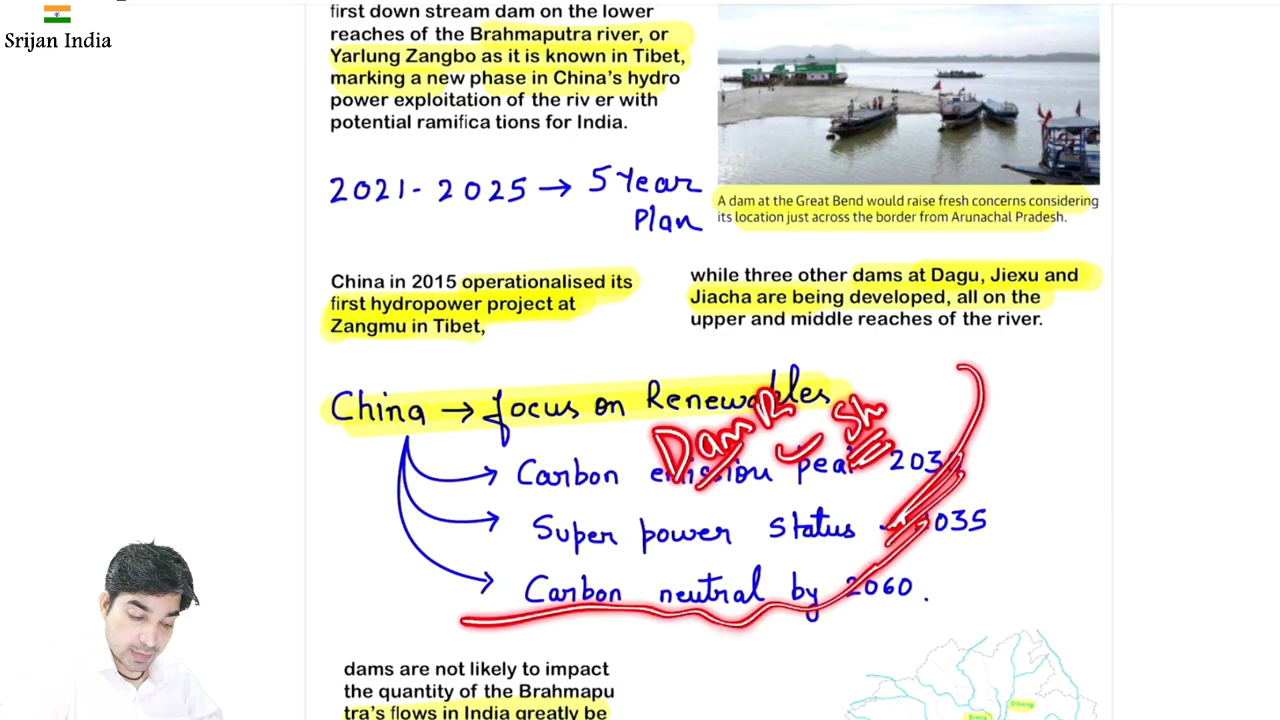 Srijan India
first down stream dam on the lower
reaches of the Brahmaputra river, or
Yarlung Zangbo as it is known in Tibet,
marking a new phase in China's hydro
power exploitation of the riv er with
potential ramifica tions for India.
A dam at the Great Bend would raise fresh concerns considering
its location just across the border from Arunachal Pradesh.
2021-2025 → 5 Year
Plan
China in 2015 operationalised its
first hydropower project at
Zangmu in Tibet,
while three other dams at Dagu, Jiexu and
Jiacha are being developed, all on the
upper and middle reaches of the river.
China → focus on Renewables
Dam R Sh
Carbon emission peak 203
Super power status 2035
Carbon neutral by 2060.
dams are not likely to impact
the quantity of the Brahmapu
tra's flows in India greatly be
Dibang